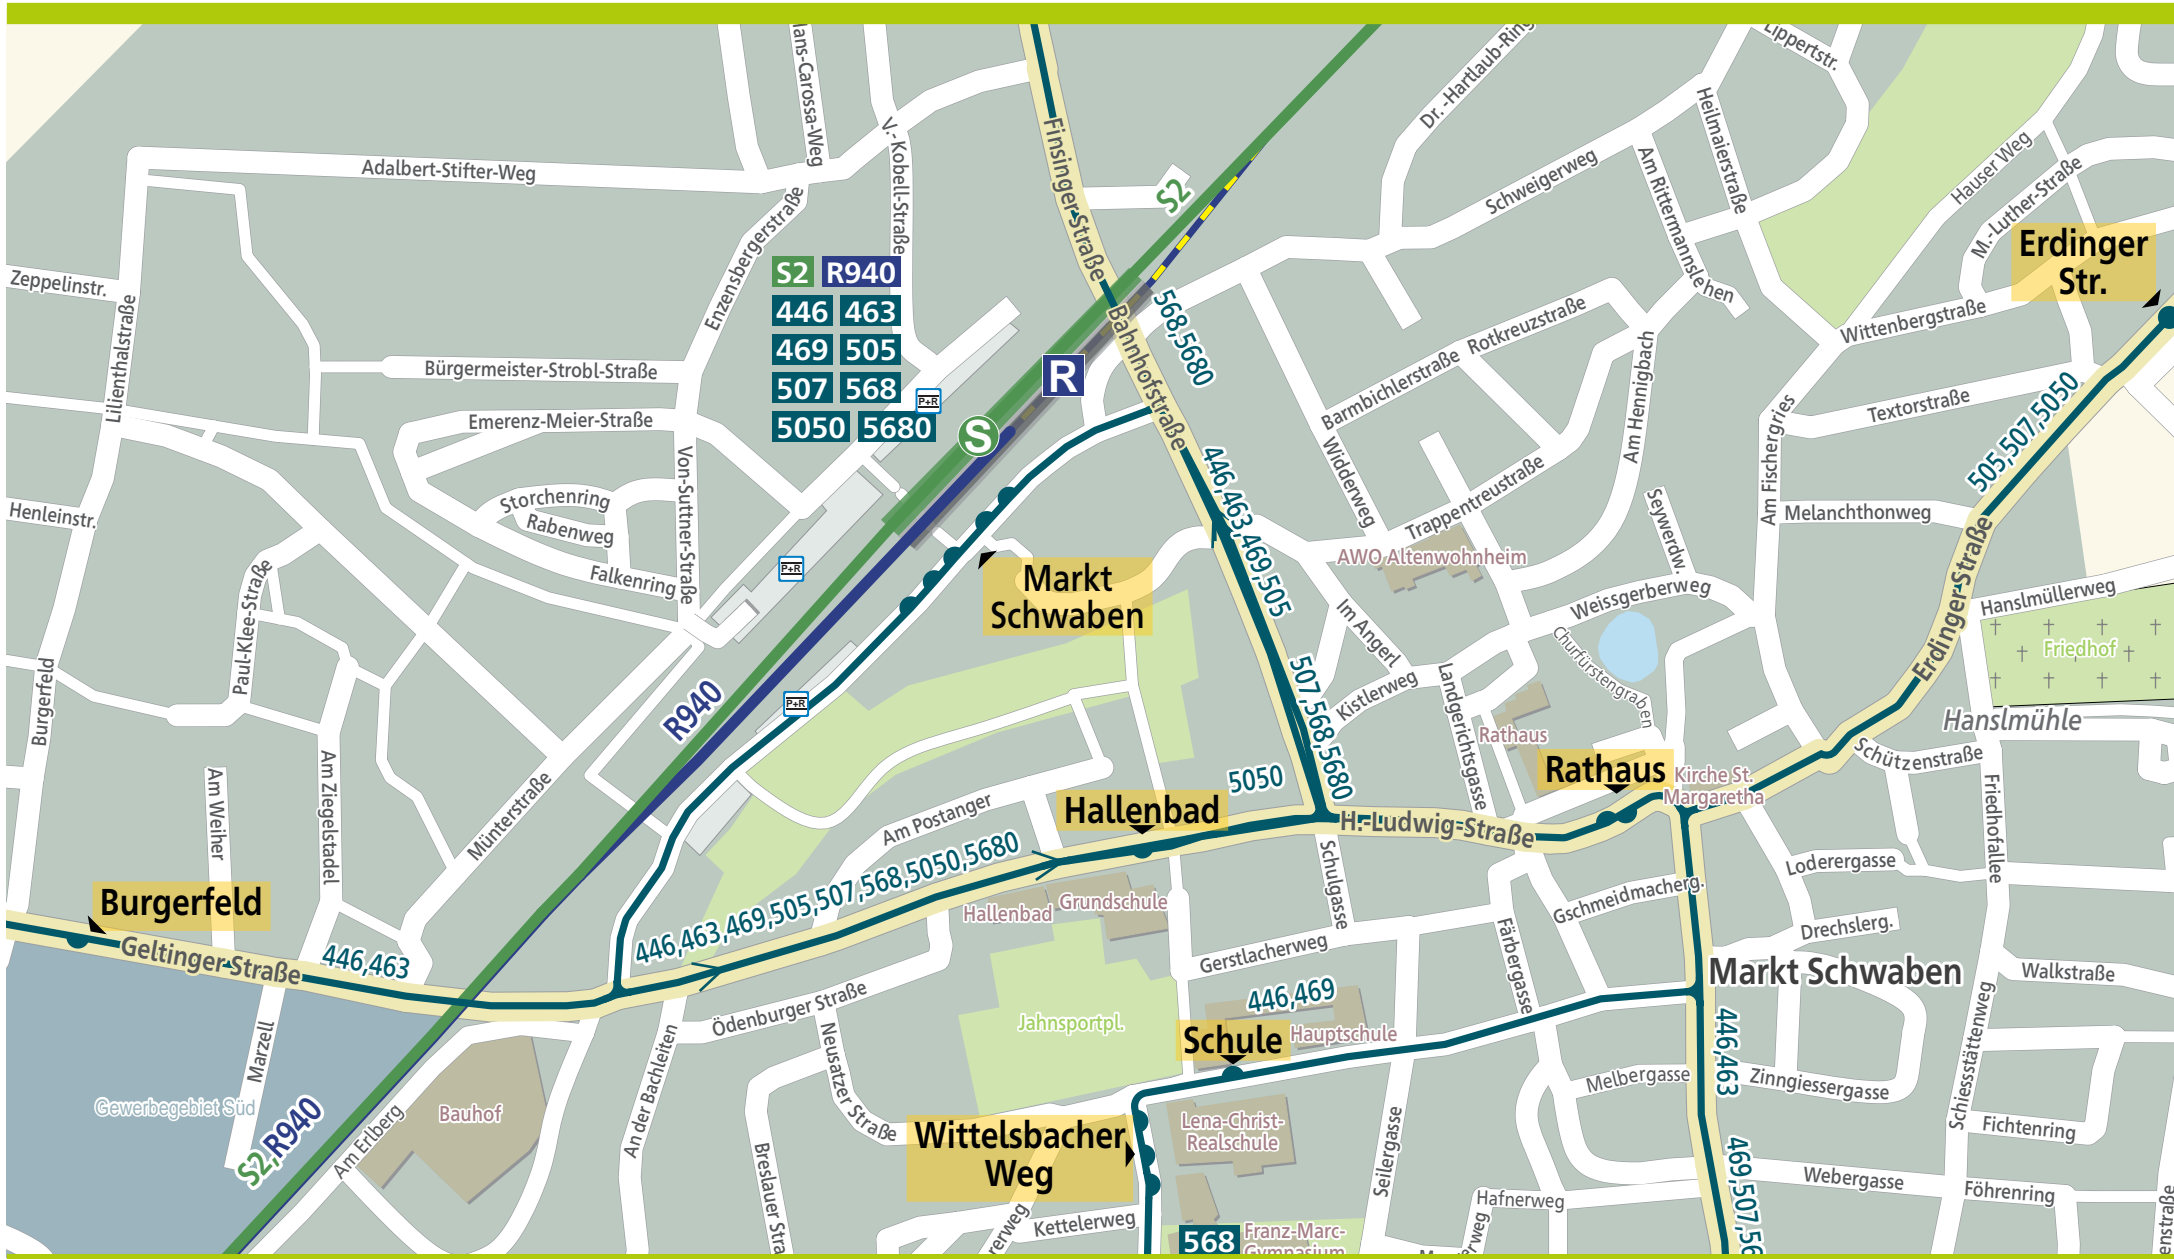 Hans-Carossa-Weg
V.-Kobell-Straße
Adalbert-Stifter-Weg
Enzensbergerstraße
Finsinger Straße
S2
Dr.-Hartlaub-Ring
Lippertstr.
Heilmaierstraße
Am Rittermannslehen
Schweigerweg
Hauser Weg
M.-Luther-Straße
Erdinger
Str.
Zeppelinstr.
Lilienthalstraße
S2 R940
446 463
469 505
507 568
5050 5680
P+R
S
R
Bahnhofstraße
568,5680
Wittenbergstraße
Textorstraße
505,507,5050
Bürgermeister-Strobl-Straße
Emerenz-Meier-Straße
Von-Suttner-Straße
Storchenring
Rabenweg
Falkenring
Henleinstr.
Paul-Klee-Straße
Burgerfeld
P+R
P+R
Markt
Schwaben
Barmbichlerstraße
Rotkreuzstraße
Widderweg
Trappentreustraße
Am Hennigbach
Am Fischergries
Melanchthonweg
Seywerdw.
AWO Altenwohnheim
446,463,469,505
507,568,5680
Im Angerl
Kistlerweg
Landgerichtsgasse
Weissgerberweg
Churfürstengraben
Rathaus
Rathaus
Kirche St.
Margaretha
Erdinger Straße
Hanslmüllerweg
Friedhof
Hanslmühle
Schützenstraße
Friedhofallee
R940
Am Weiher
Am Ziegelstadel
Münterstraße
Am Postanger
5050
Hallenbad
H.-Ludwig-Straße
446,463,469,505,507,568,5050,5680
Hallenbad
Grundschule
Schulgasse
Burgerfeld
Geltinger Straße
446,463
Gerstlacherweg
Färbergasse
Gschmeidmacherg.
Loderergasse
Drechslerg.
Markt Schwaben
Walkstraße
Schiessstättenweg
Marzell
Gewerbegebiet Süd
S2,R940
Am Erlberg
Bauhof
An der Bachleiten
Ödenburger Straße
Neusatzer Straße
Jahnsportpl.
446,469
Schule
Hauptschule
Melbergasse
446,463
Zinngiessergasse
Fichtenring
Wittelsbacher
Weg
Lena-Christ-
Realschule
Seilergasse
Breslauer Stra
rerweg
Kettelerweg
568
Franz-Marc-
Gymnasium
Hafnerweg
erweg
469,507,56
Webergasse
Föhrenring
enstraße